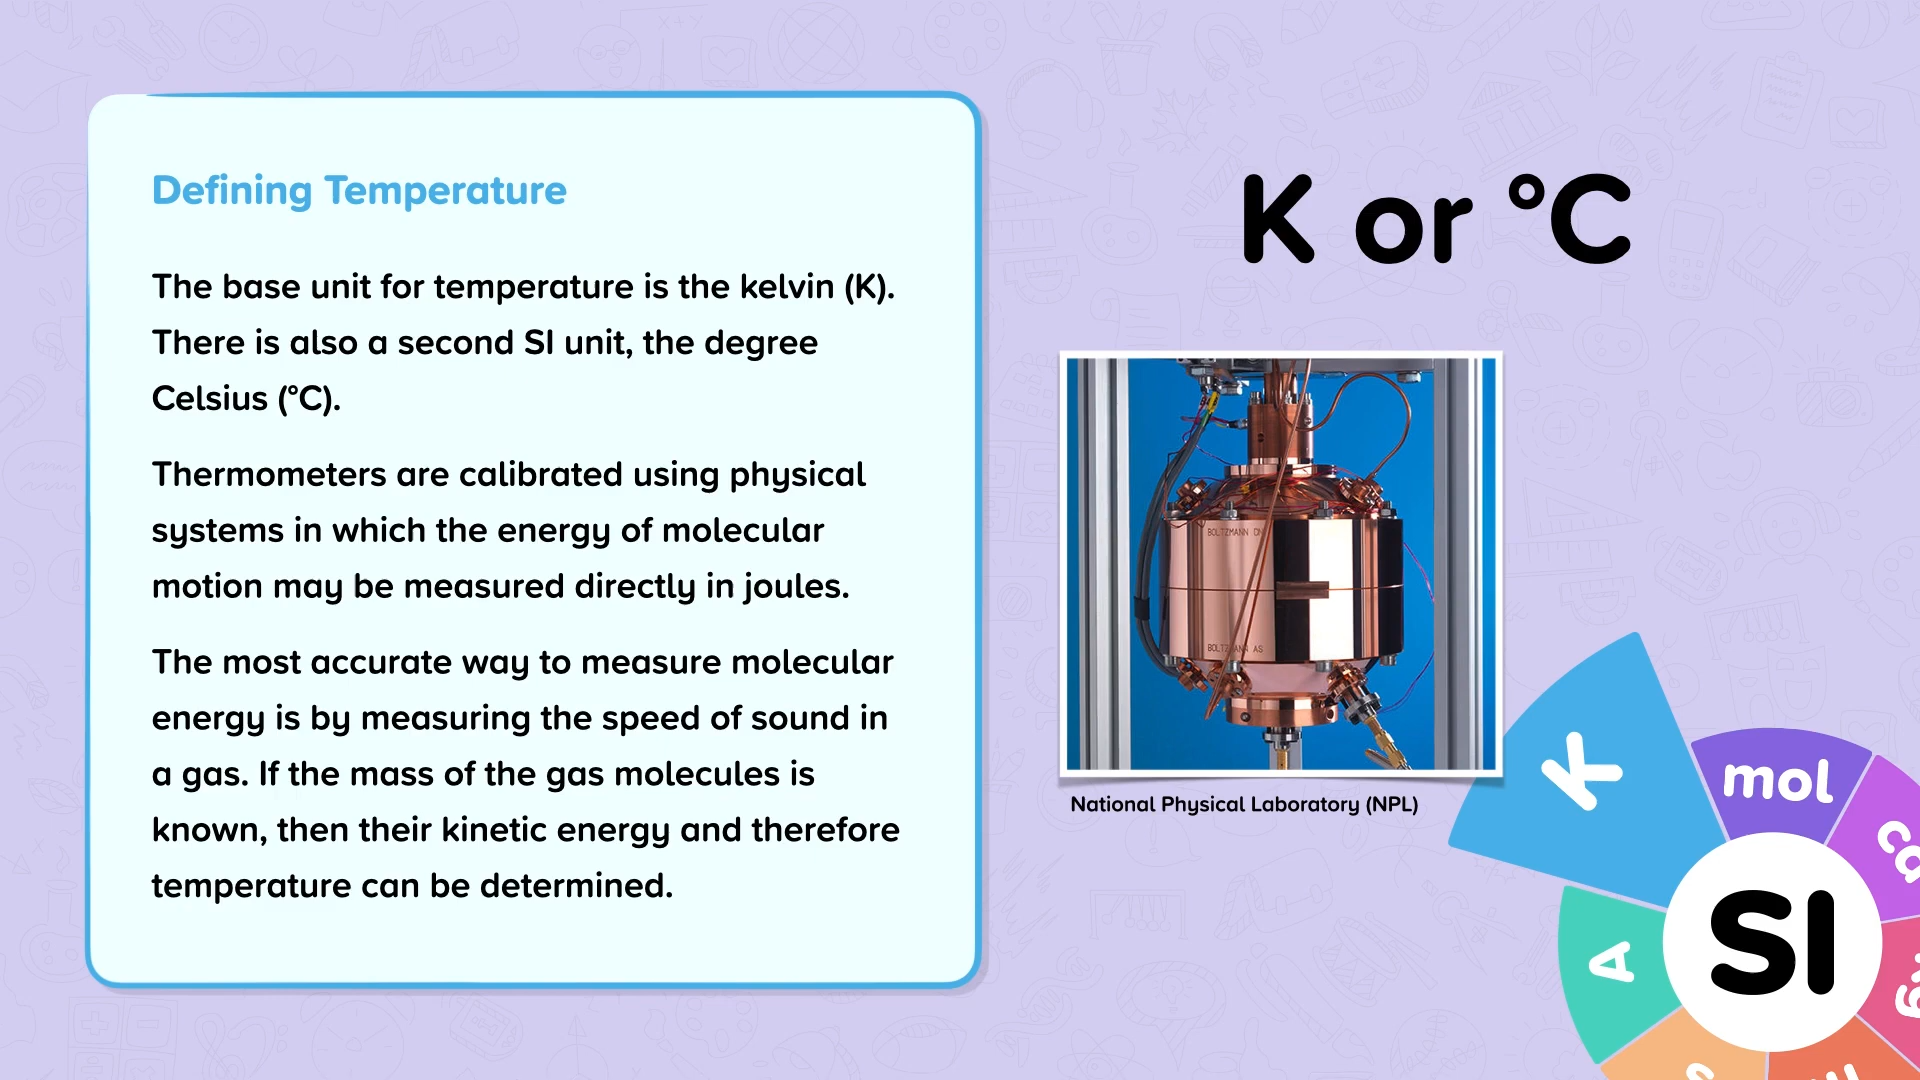 Defining Temperature
The base unit for temperature is the kelvin (K).
There is also a second SI unit, the degree
Celsius (°C).
Thermometers are calibrated using physical
systems in which the energy of molecular
motion may be measured directly in joules.
The most accurate way to measure molecular
energy is by measuring the speed of sound in
a gas. If the mass of the gas molecules is
known, then their kinetic energy and therefore
temperature can be determined.
K or °C
BOLTZMANN
National Physical Laboratory (NPL)
K
mol
A
SI